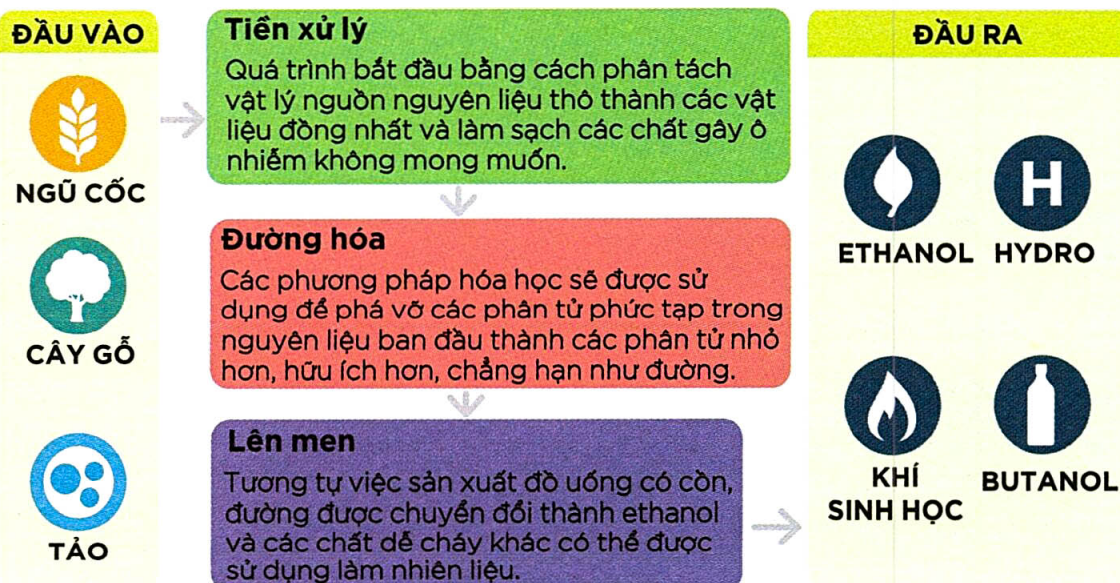 ĐẦU VÀO
NGŨ CỐC
CÂY GỖ
TẢO
Tiền xử lý
Quá trình bắt đầu bằng cách phân tách
vật lý nguồn nguyên liệu thô thành các vật
liệu đồng nhất và làm sạch các chất gây ô
nhiễm không mong muốn.
Đường hóa
Các phương pháp hóa học sẽ được sử
dụng để phá vỡ các phân tử phức tạp trong
nguyên liệu ban đầu thành các phân tử nhỏ
hơn, hữu ích hơn, chẳng hạn như đường.
Lên men
Tương tự việc sản xuất đồ uống có cồn,
đường được chuyển đổi thành ethanol
và các chất dễ cháy khác có thể được
sử dụng làm nhiên liệu.
ĐẦU RA
H
ETHANOL HYDRO
KHÍ
SINH HỌC
BUTANOL